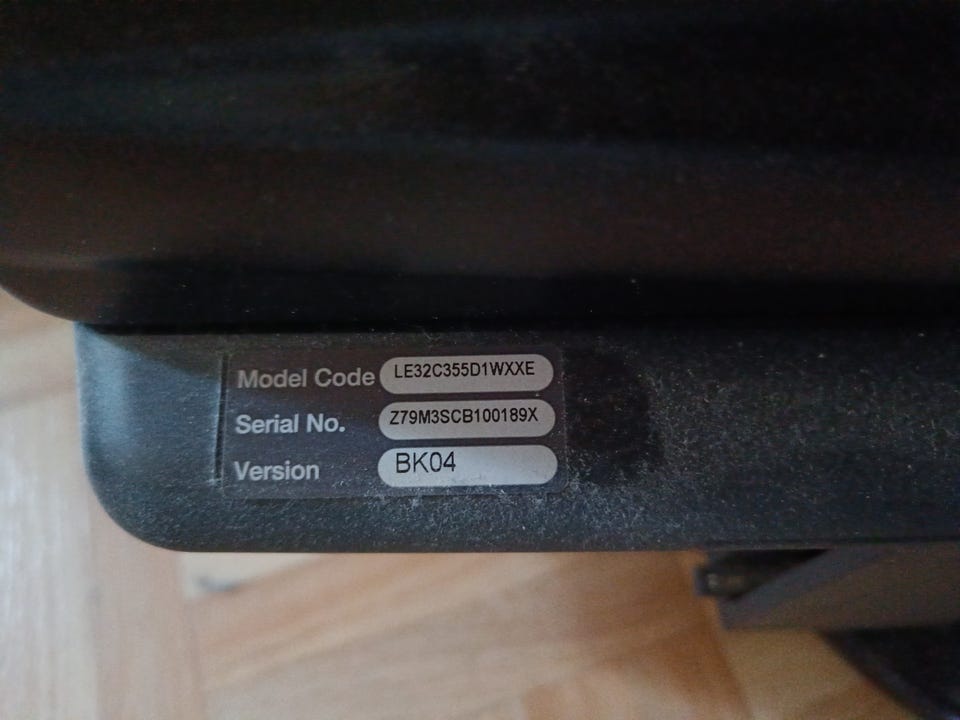 Model Code LE32C355D1WXXE
Serial No. Z79M3SCB100189X
Version BK04